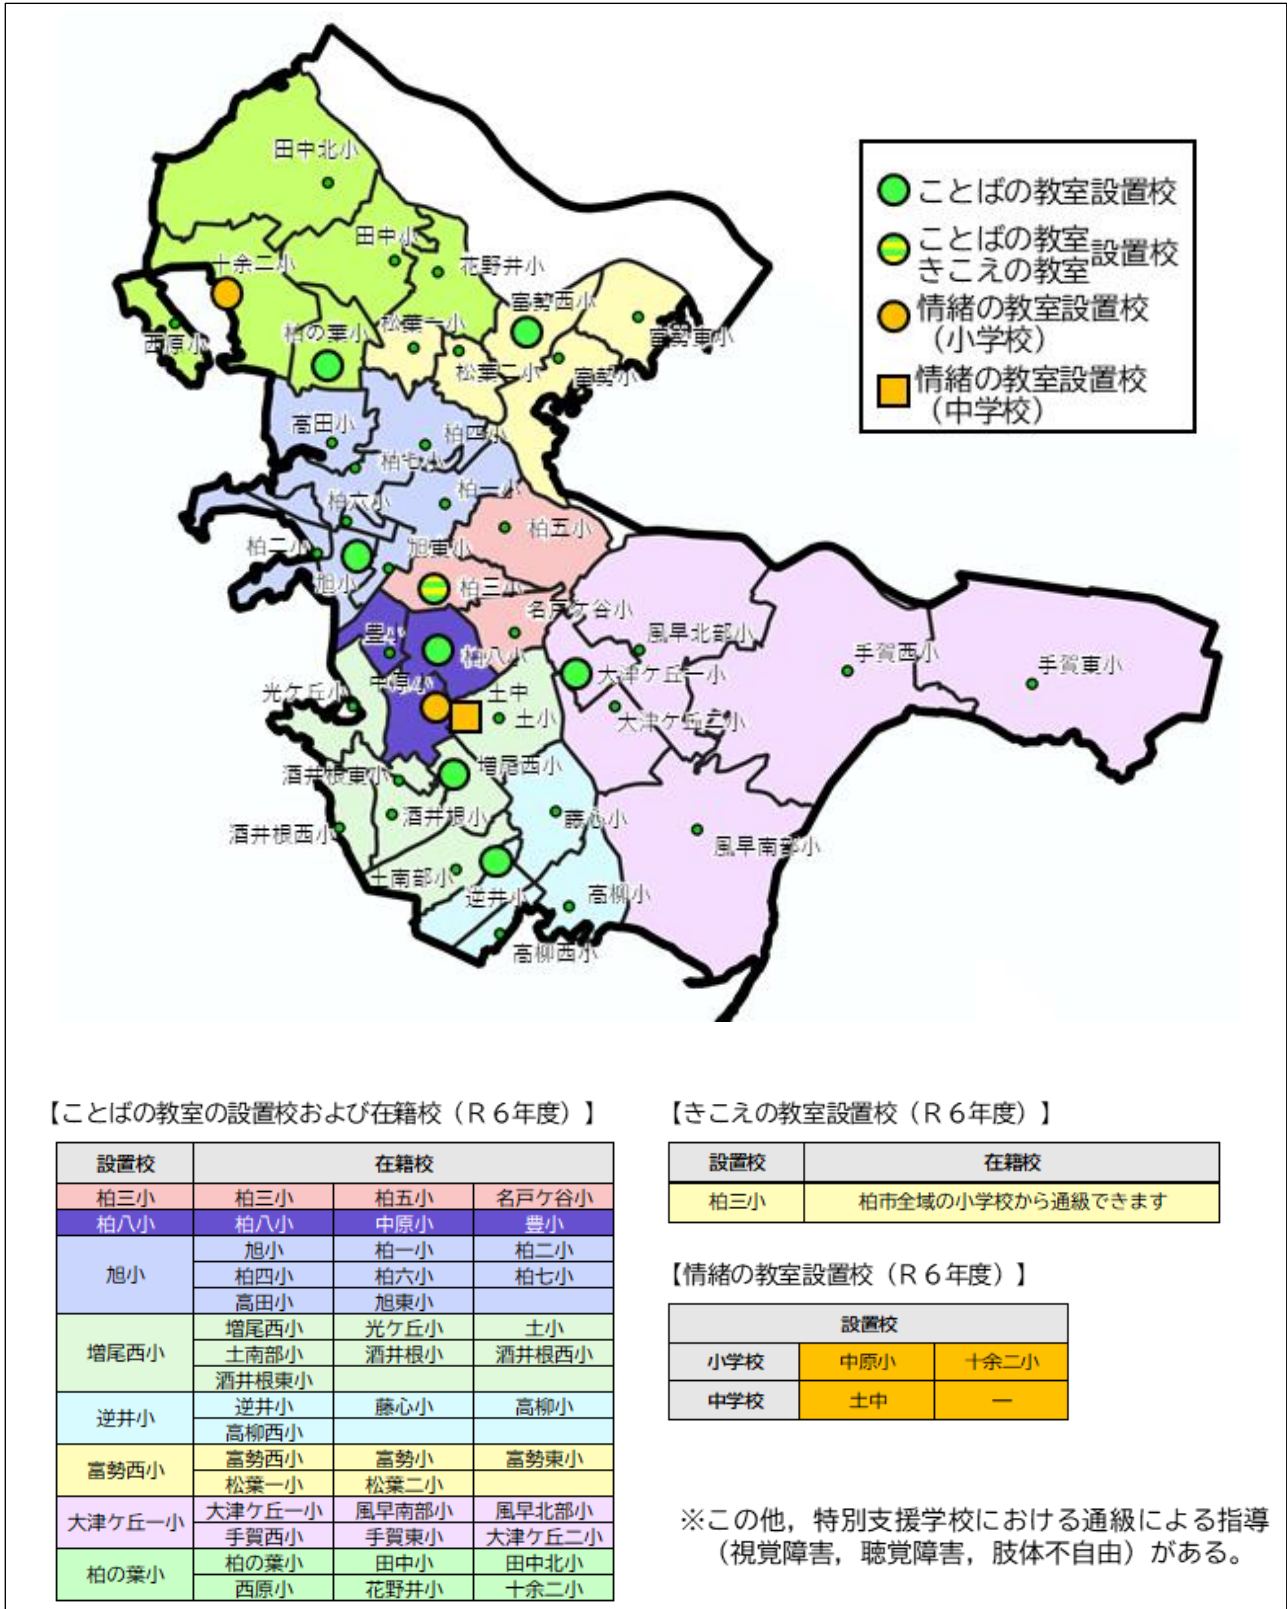 田中北小
田中小
十余二小
花野井小
富勢西小
西原小
柏の葉小
松葉一小
富勢東小
松葉二小
富勢小
ことばの教室設置校
ことばの教室
きこえの教室
設置校
情緒の教室設置校
（小学校）
情緒の教室設置校
（中学校）
高田小
柏四小
柏七小
柏六小
柏一小
柏五小
柏二小
旭東小
旭小
柏三小
名戸ケ谷小
豊小
柏八小
風早北部小
手賀西小
手賀東小
大津ケ丘一小
光ケ丘小
中原小
土中
土小
大津ケ丘二小
増尾西小
酒井根東小
酒井根小
藤心小
酒井根西小
風早南部小
土南部小
逆井小
高柳小
高柳西小
【ことばの教室の設置校および在籍校（Ｒ６年度）】
設置校 在籍校
柏三小 柏三小 柏五小 名戸ケ谷小
柏八小 柏八小 中原小 豊小
旭小 旭小 柏一小 柏二小
柏四小 柏六小 柏七小
高田小 旭東小
増尾西小 増尾西小 光ケ丘小 土小
土南部小 酒井根小 酒井根西小
酒井根東小
逆井小 逆井小 藤心小 高柳小
高柳西小
富勢西小 富勢西小 富勢小 富勢東小
松葉一小 松葉二小
大津ケ丘一小 大津ケ丘一小 風早南部小 風早北部小
手賀西小 手賀東小 大津ケ丘二小
柏の葉小 柏の葉小 田中小 田中北小
西原小 花野井小 十余二小
【きこえの教室設置校（Ｒ６年度）】
設置校 在籍校
柏三小 柏市全域の小学校から通級できます
【情緒の教室設置校（Ｒ６年度）】
設置校
小学校 中原小 十余二小
中学校 土中 ―
※この他，特別支援学校における通級による指導
（視覚障害，聴覚障害，肢体不自由）がある。